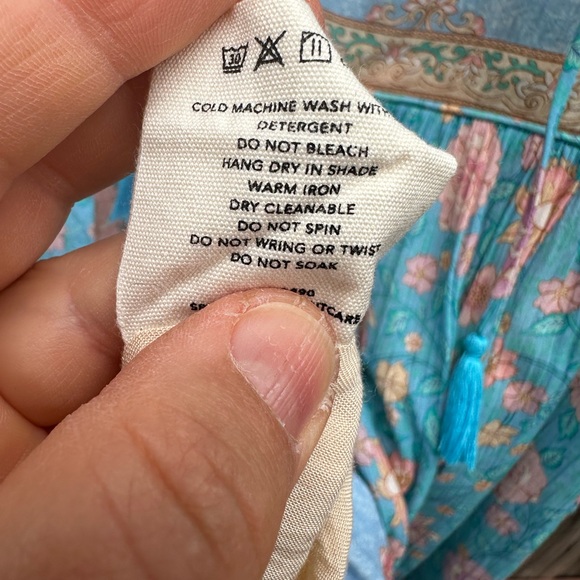 30
COLD MACHINE WASH WITH
DETERGENT
DO NOT BLEACH
HANG DRY IN SHADE
WARM IRON
DRY CLEANABLE
DO NOT SPIN
DO NOT WRING OR TWIST
DO NOT SOAK